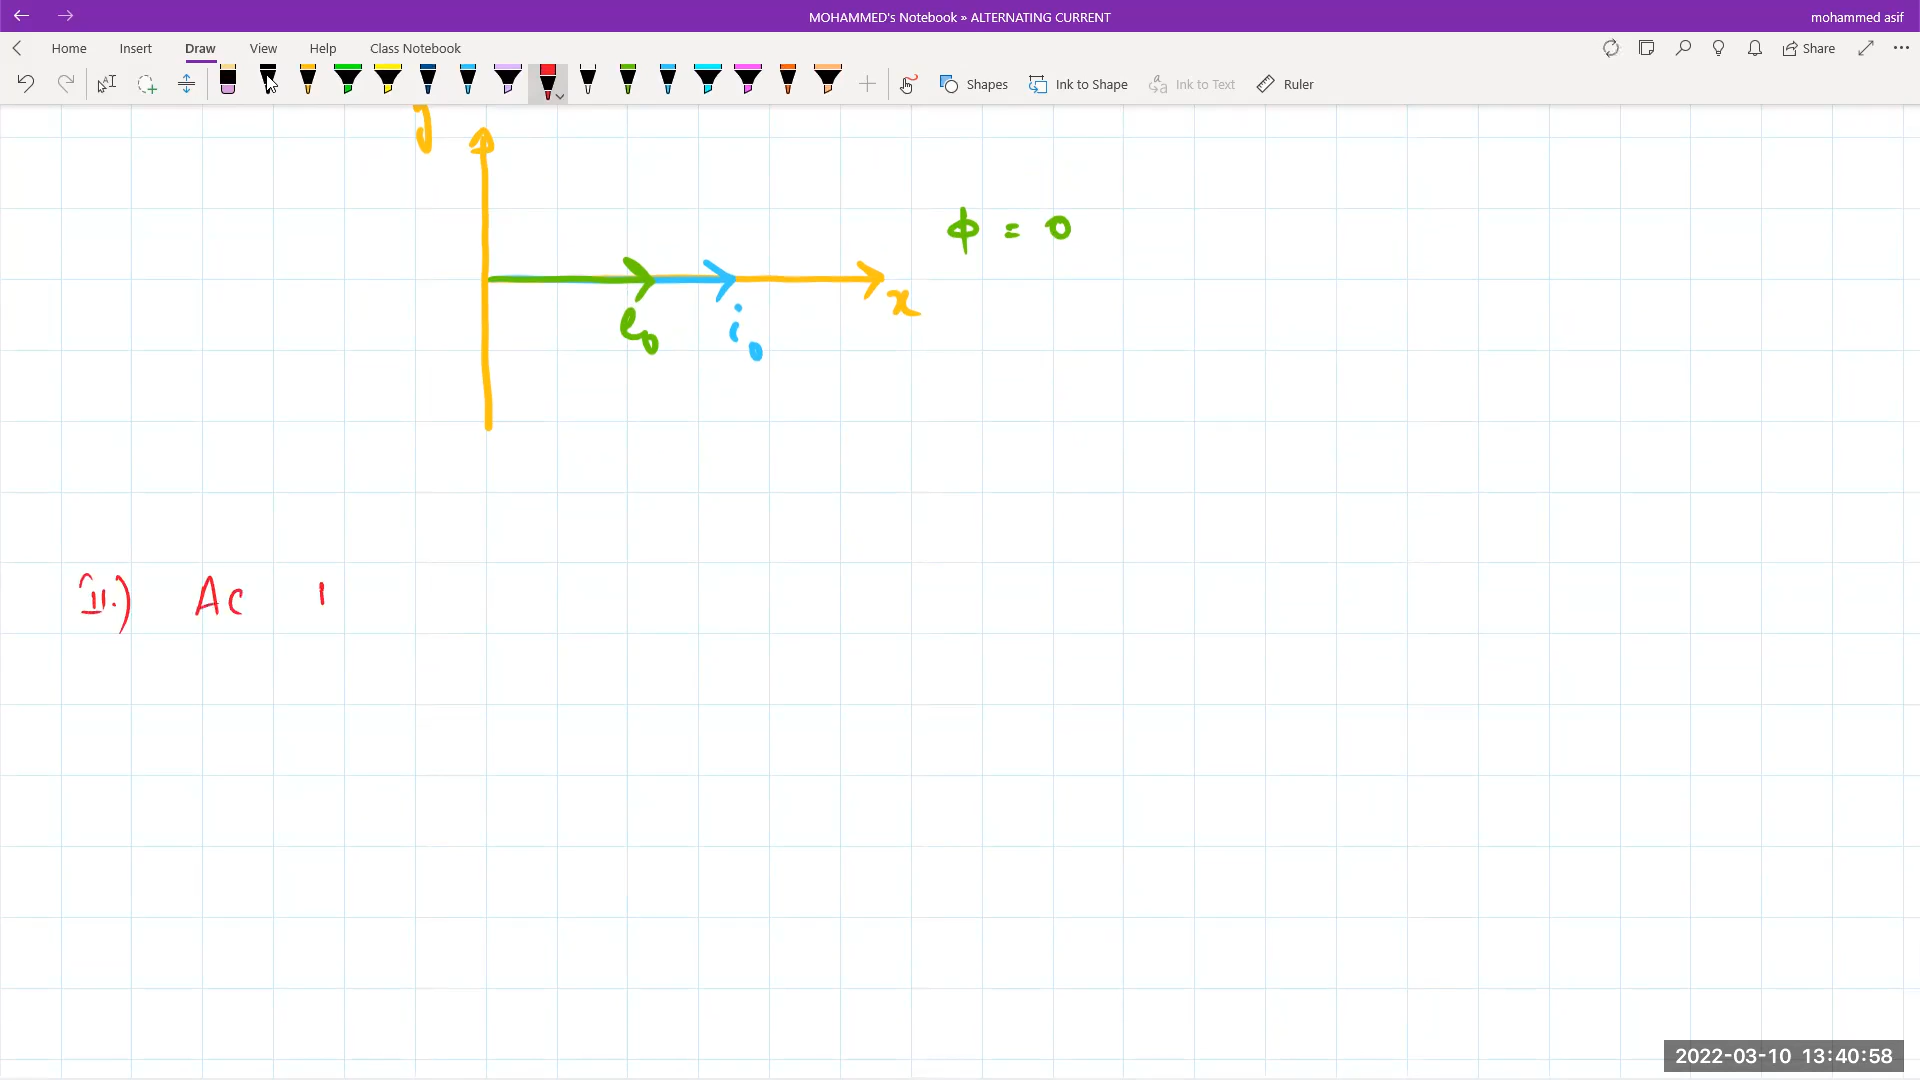 MOHAMMED's Notebook » ALTERNATING CURRENT
mohammed asif
Home Insert Draw View Help Class Notebook
Share
Shapes Ink to Shape Ink to Text Ruler
y
ϕ = 0
x
e₀ i₀
II.) Ac
2022-03-10 13:40:58